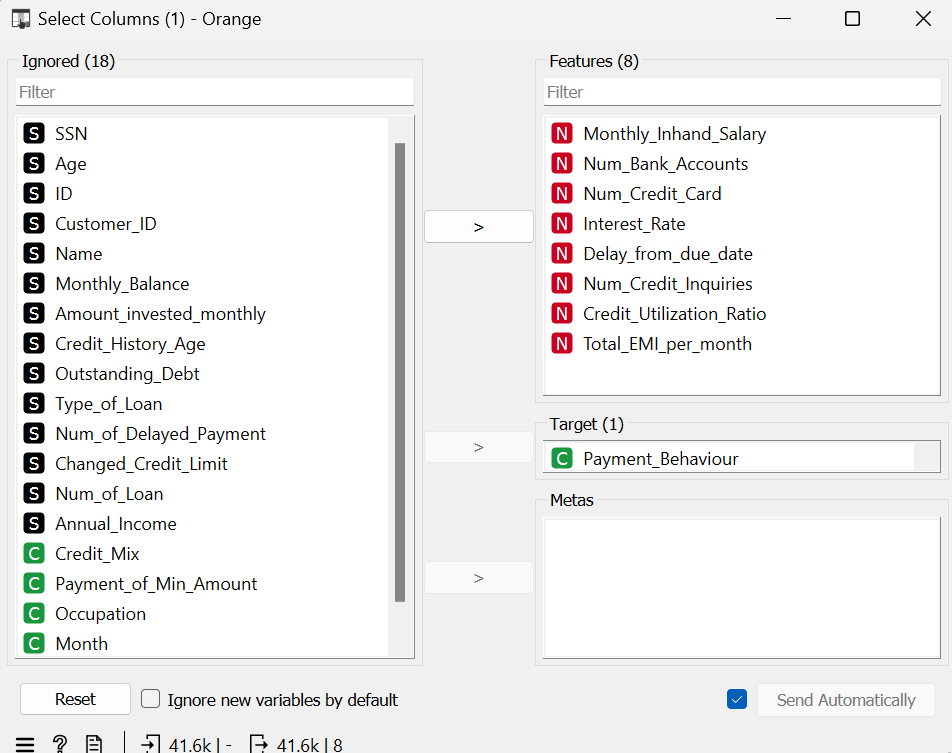 Select Columns (1) - Orange
Ignored (18)
Filter
S SSN
S Age
S ID
S Customer_ID
S Name
S Monthly_Balance
S Amount_invested_monthly
S Credit_History_Age
S Outstanding_Debt
S Type_of_Loan
S Num_of_Delayed_Payment
S Changed_Credit_Limit
S Num_of_Loan
S Annual_Income
C Credit_Mix
C Payment_of_Min_Amount
C Occupation
C Month
>
>
>
Features (8)
Filter
N Monthly_Inhand_Salary
N Num_Bank_Accounts
N Num_Credit_Card
N Interest_Rate
N Delay_from_due_date
N Num_Credit_Inquiries
N Credit_Utilization_Ratio
N Total_EMI_per_month
Target (1)
C Payment_Behaviour
Metas
Reset
Ignore new variables by default
Send Automatically
? 41.6k | - 41.6k | 8